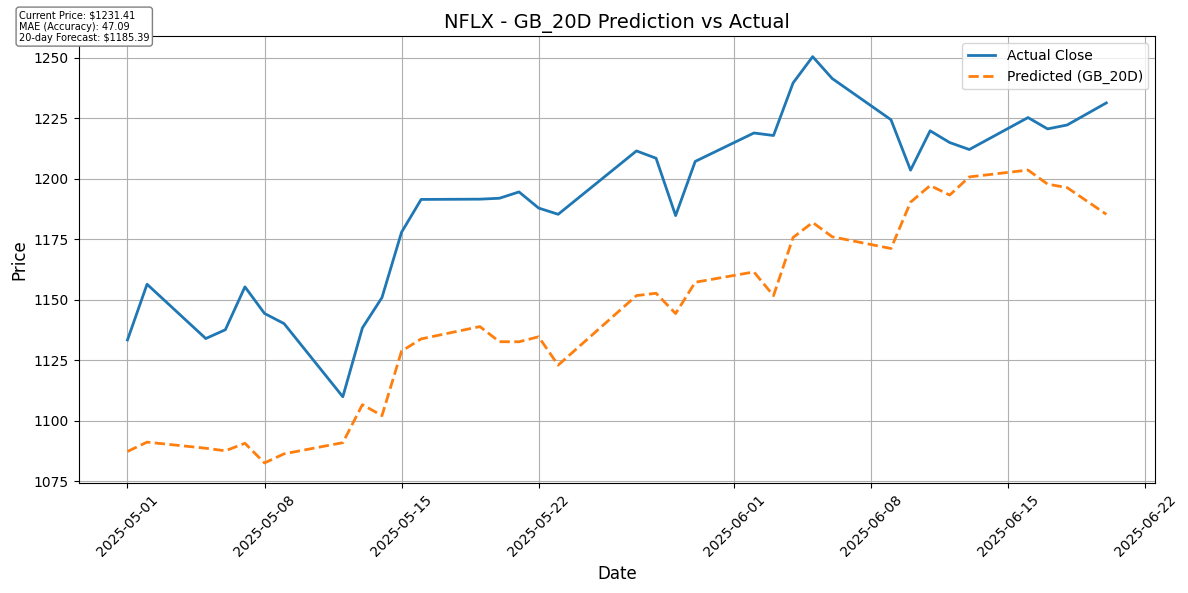 NFLX - GB_20D Prediction vs Actual
Current Price: $1231.41
MAE (Accuracy): 47.09
20-day Forecast: $1185.39
Actual Close
Predicted (GB_20D)
Price
1250
1225
1200
1175
1150
1125
1100
1075
2025-05-01
2025-05-08
2025-05-15
2025-05-22
2025-06-01
2025-06-08
2025-06-15
2025-06-22
Date